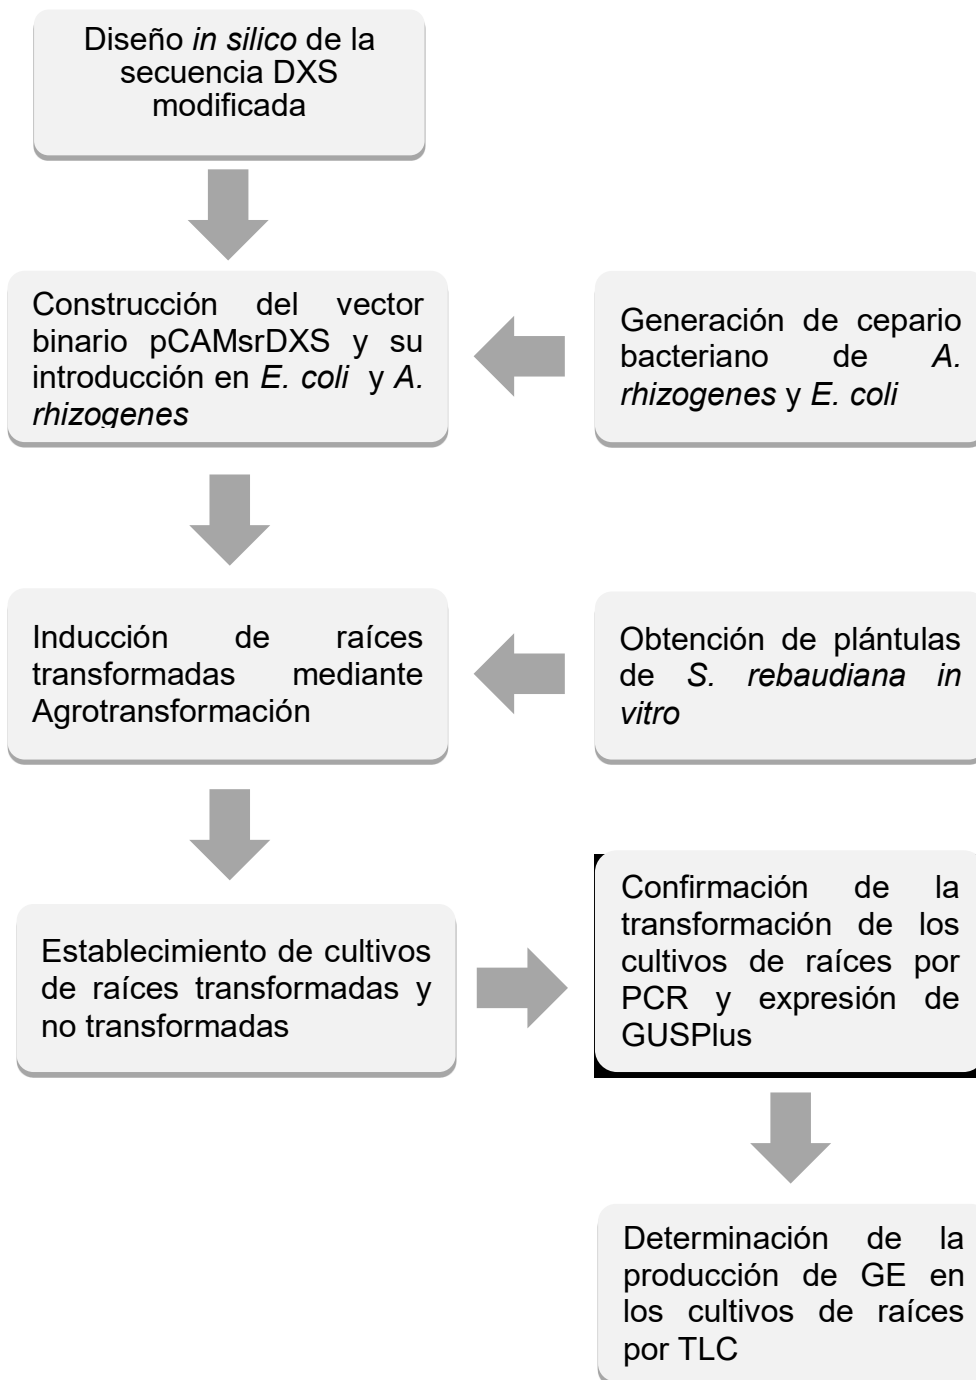 Diseño in silico de la
secuencia DXS
modificada
Construcción del vector
binario pCAMsrDXS y su
introducción en E. coli y A.
rhizogenes
Generación de cepario
bacteriano de A.
rhizogenes y E. coli
Inducción de raíces
transformadas mediante
Agrotransformación
Obtención de plántulas
de S. rebaudiana in
vitro
Establecimiento de cultivos
de raíces transformadas y
no transformadas
Confirmación de la
transformación de los
cultivos de raíces por
PCR y expresión de
GUSPlus
Determinación de la
producción de GE en
los cultivos de raíces
por TLC